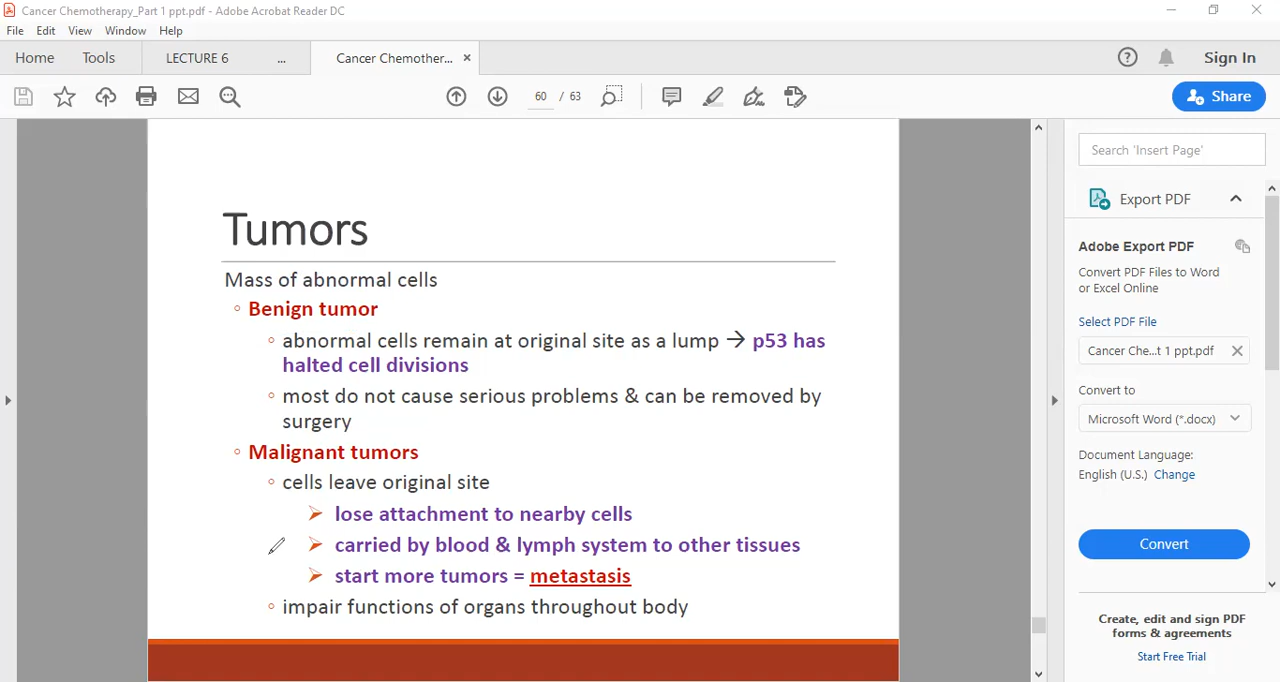 Cancer Chemotherapy_Part 1 ppt.pdf - Adobe Acrobat Reader DC
File Edit View Window Help
Home Tools LECTURE 6 ... Cancer Chemother... ×
Sign In
60 / 63
Share
Tumors
Mass of abnormal cells
◦ Benign tumor
◦ abnormal cells remain at original site as a lump → p53 has
halted cell divisions
◦ most do not cause serious problems & can be removed by
surgery
◦ Malignant tumors
◦ cells leave original site
➢ lose attachment to nearby cells
➢ carried by blood & lymph system to other tissues
➢ start more tumors = metastasis
◦ impair functions of organs throughout body
Search 'Insert Page'
Export PDF
Adobe Export PDF
Convert PDF Files to Word
or Excel Online
Select PDF File
Cancer Che...t 1 ppt.pdf
Convert to
Microsoft Word (*.docx)
Document Language:
English (U.S.) Change
Convert
Create, edit and sign PDF
forms & agreements
Start Free Trial